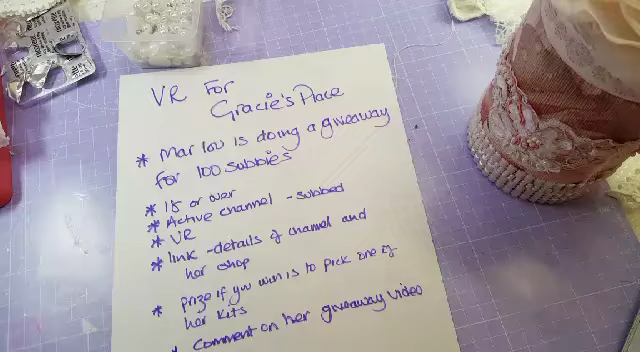 VR For
Gracie's Place
* Marlou is doing a giveaway
for 100 subbies
* 18 or over
* Active channel - subbed
* VR
* link - details of channel and
her shop
* prize if you win is to pick one of
her kits
* Comment on her giveaway video